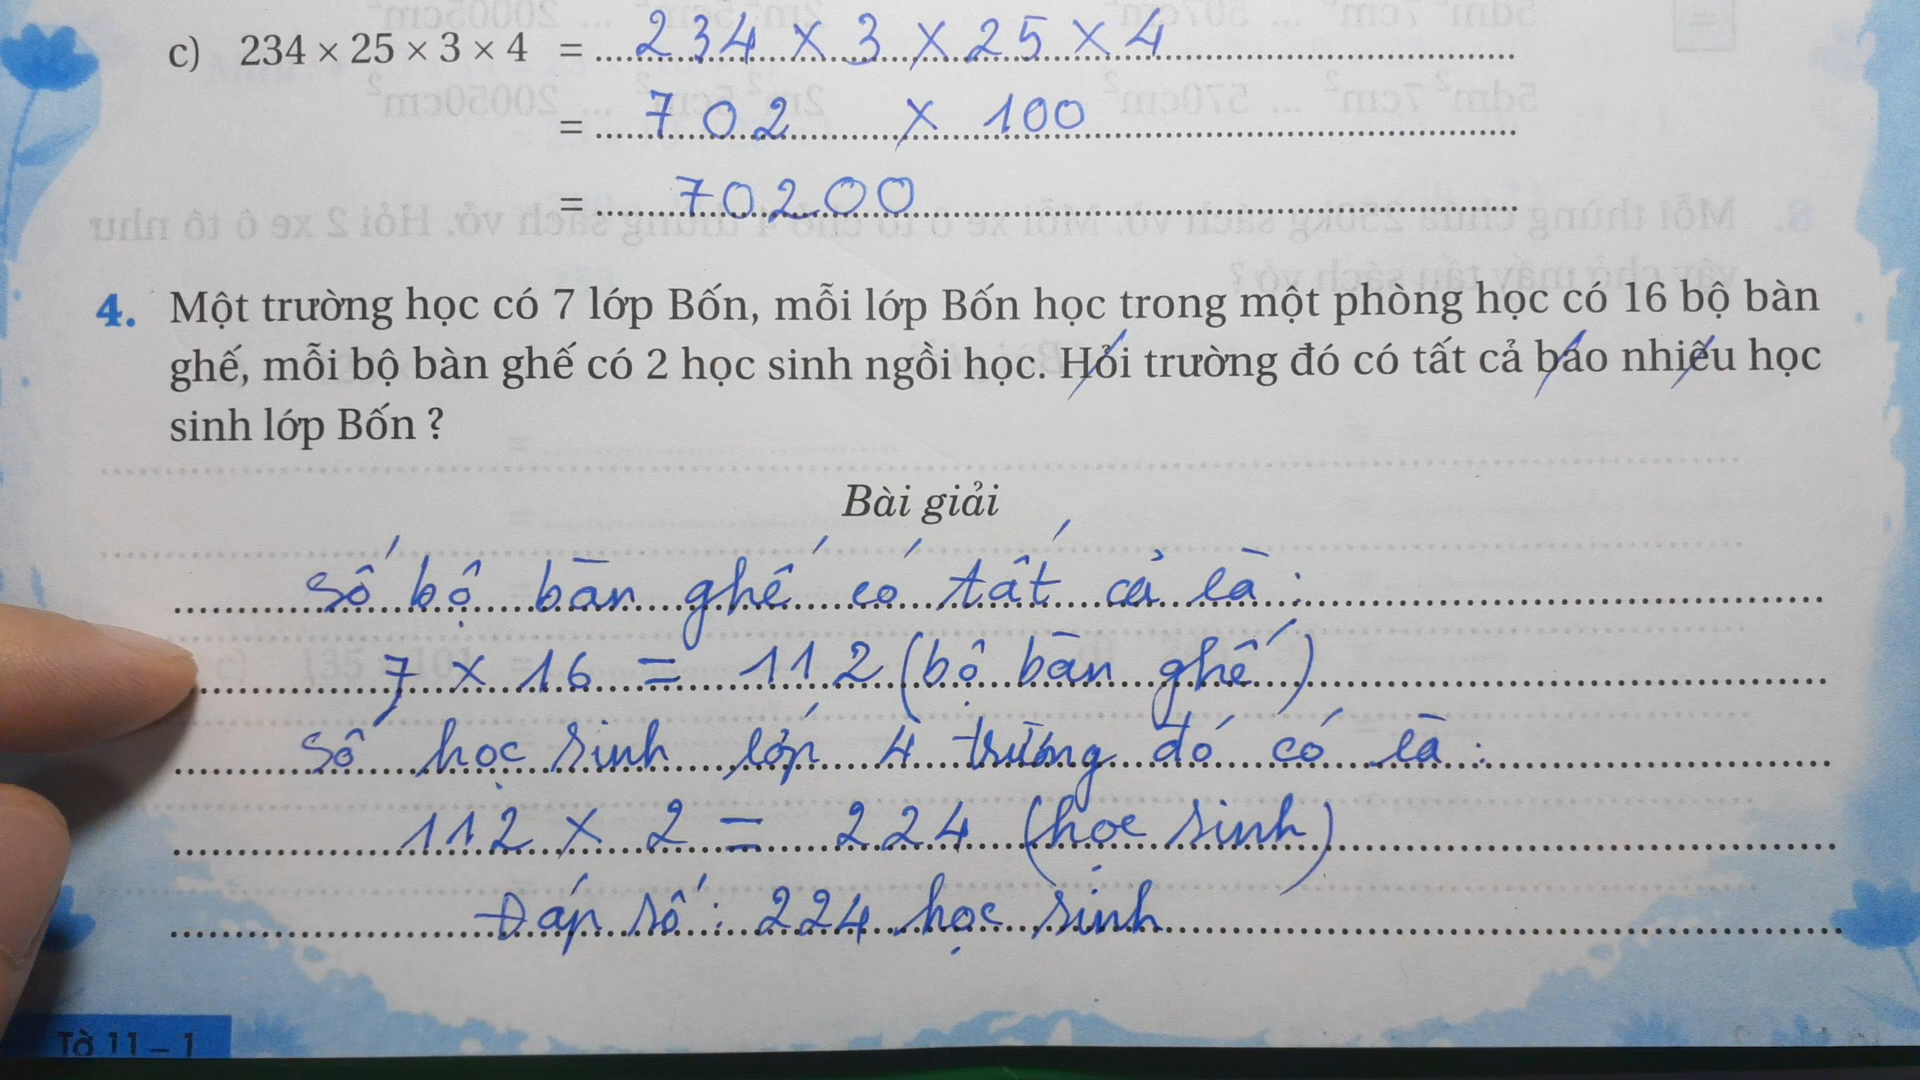 c) 234 × 25 × 3 × 4 = 234 × 3 × 25 × 4
= 702 × 100
= 70200
4. Một trường học có 7 lớp Bốn, mỗi lớp Bốn học trong một phòng học có 16 bộ bàn
ghế, mỗi bộ bàn ghế có 2 học sinh ngồi học. Hỏi trường đó có tất cả bao nhiêu học
sinh lớp Bốn ?
Bài giải
Số bộ bàn ghế có tất cả là:
7 × 16 = 112 (bộ bàn ghế)
Số học sinh lớp 4 trường đó có là:
112 × 2 = 224 (học sinh)
Đáp số: 224 học sinh
Tờ 11 – 1